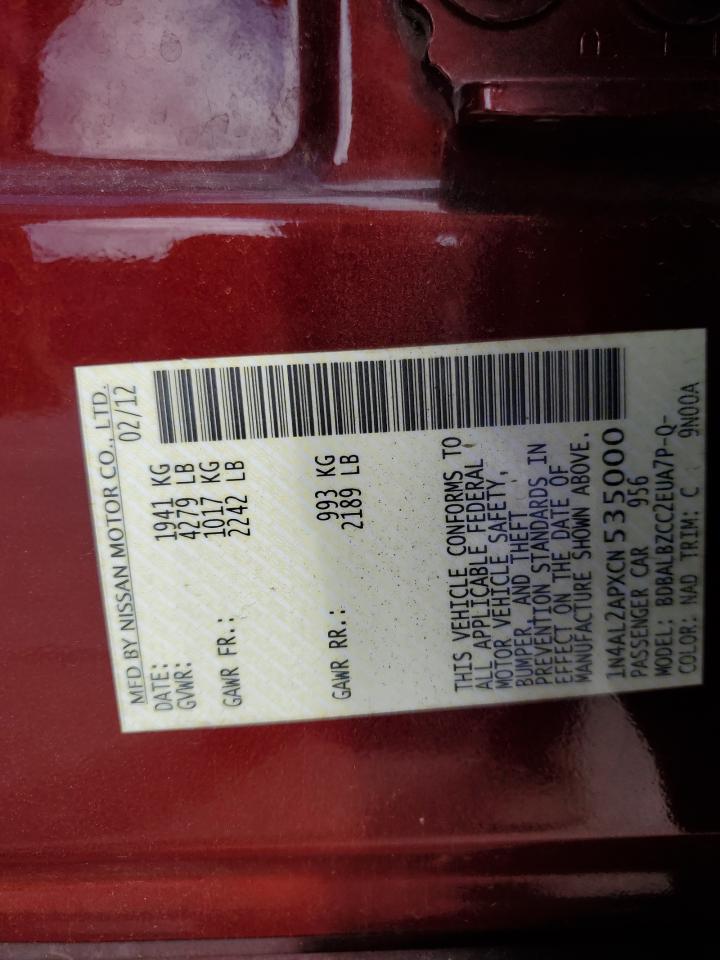 MFD BY NISSAN MOTOR CO., LTD.
DATE: 02/12
GVWR: 1941 KG
4279 LB
GAWR FR.: 1017 KG
2242 LB
GAWR RR.: 993 KG
2189 LB
THIS VEHICLE CONFORMS TO
ALL APPLICABLE FEDERAL
MOTOR VEHICLE SAFETY,
BUMPER, AND THEFT
PREVENTION STANDARDS IN
EFFECT ON THE DATE OF
MANUFACTURE SHOWN ABOVE.
1N4AL2APXCN535000
PASSENGER CAR 956
MODEL: BDBALBZCC2EUA7P-Q-
COLOR: NAD TRIM: C 9N00A